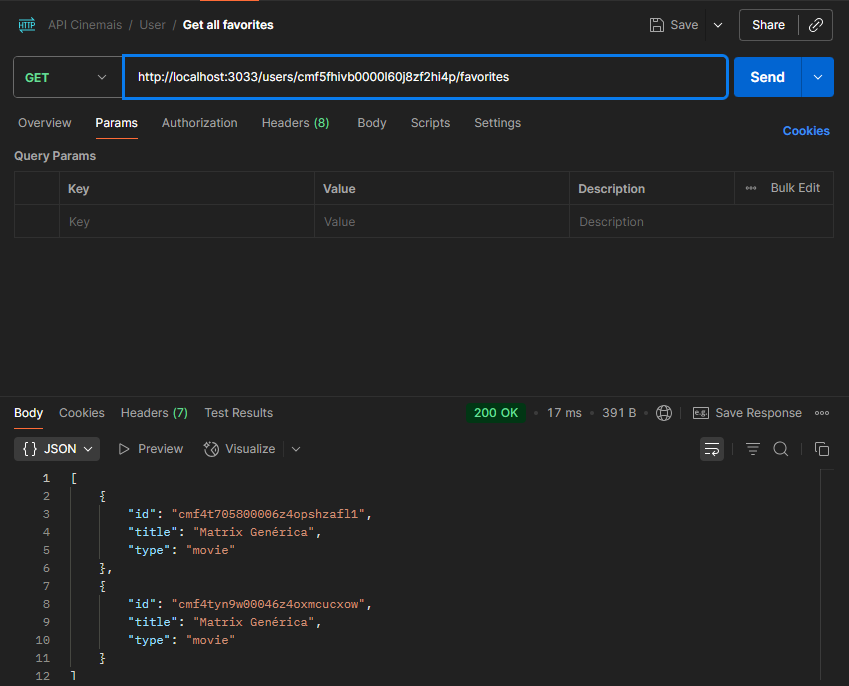 HTTP API Cinemais / User / Get all favorites Save Share
GET http://localhost:3033/users/cmf5fhivb0000l60j8zf2hi4p/favorites Send
Overview Params Authorization Headers (8) Body Scripts Settings Cookies
Query Params
Key Value Description ••• Bulk Edit
Key Value Description
Body Cookies Headers (7) Test Results 200 OK • 17 ms • 391 B • e.g. Save Response •••
{} JSON Preview Visualize
1 [
2 {
3 "id": "cmf4t705800006z4opshzafl1",
4 "title": "Matrix Genérica",
5 "type": "movie"
6 },
7 {
8 "id": "cmf4tyn9w00046z4oxmcucxow",
9 "title": "Matrix Genérica",
10 "type": "movie"
11 }
12 ]